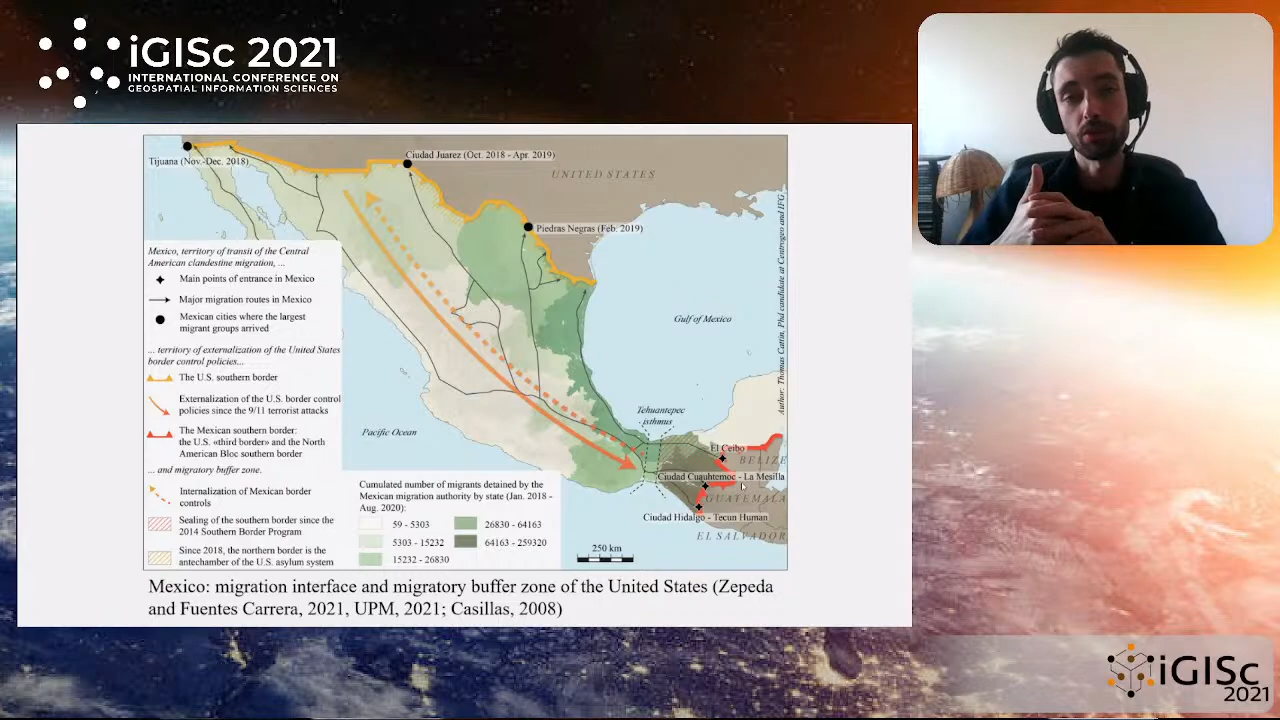 iGISc 2021
INTERNATIONAL CONFERENCE ON
GEOSPATIAL INFORMATION SCIENCES
Tijuana (Nov.-Dec. 2018)
Ciudad Juarez (Oct. 2018 - Apr. 2019)
UNITED STATES
Piedras Negras (Feb. 2019)
Gulf of Mexico
Pacific Ocean
Tehuantepec
isthmus
El Ceibo
BELIZE
Ciudad Cuauhtemoc - La Mesilla
GUATEMALA
Ciudad Hidalgo - Tecun Human
EL SALVADOR
250 km
Author: Thomas Cattin, Phd candidate at Centrogeo and IFG.
Mexico, territory of transit of the Central
American clandestine migration, ...
Main points of entrance in Mexico
Major migration routes in Mexico
Mexican cities where the largest
migrant groups arrived
... territory of externalization of the United States
border control policies...
The U.S. southern border
Externalization of the U.S. border control
policies since the 9/11 terrorist attacks
The Mexican southern border:
the U.S. «third border» and the North
American Bloc southern border
... and migratory buffer zone.
Internalization of Mexican border
controls
Sealing of the southern border since the
2014 Southern Border Program
Since 2018, the northern border is the
antechamber of the U.S. asylum system
Cumulated number of migrants detained by the
Mexican migration authority by state (Jan. 2018 -
Aug. 2020):
59 - 5303
5303 - 15232
15232 - 26830
26830 - 64163
64163 - 259320
Mexico: migration interface and migratory buffer zone of the United States (Zepeda
and Fuentes Carrera, 2021, UPM, 2021; Casillas, 2008)
iGISc
2021